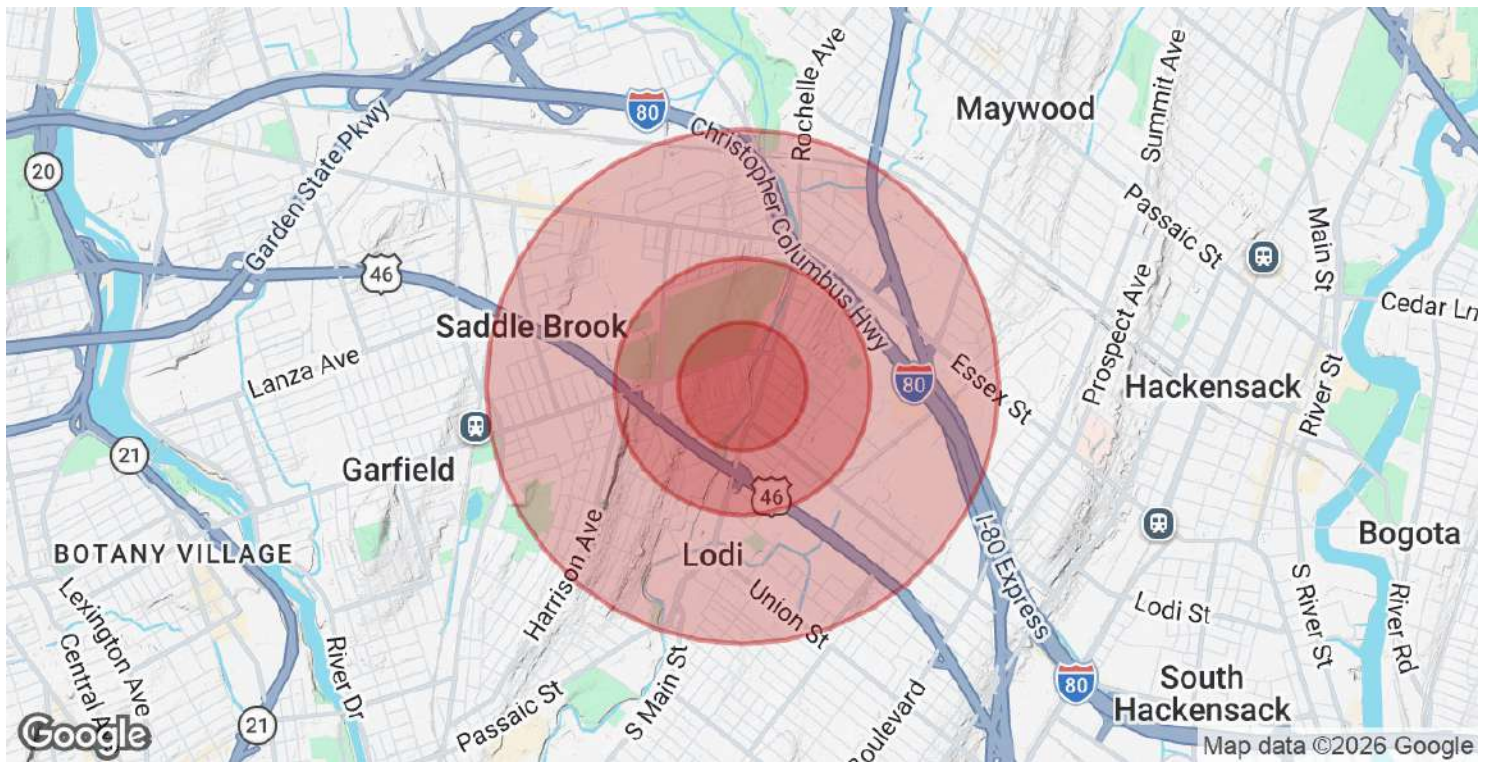 80
Christopher Columbus Hwy
Rochelle Ave
Maywood
Summit Ave
20
Garden State Pkwy
Passaic St
Main St
46
Cedar Ln
Saddle Brook
Lanza Ave
80
Essex St
Prospect Ave
Hackensack
River St
21
Garfield
46
BOTANY VILLAGE
Harrison Ave
Lodi
I-80 Express
Bogota
Lexington Ave
Central Ave
River Dr
Union St
Lodi St
S River St
River Rd
Passaic St
S Main St
Boulevard
80
South
Hackensack
21
Google
Map data ©2026 Google